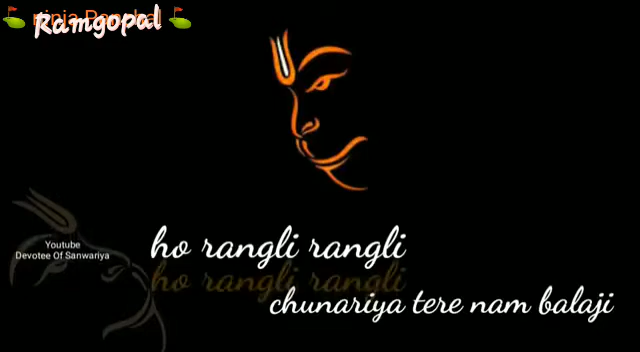 Ramgopal
Youtube
Devotee Of Sanwariya
ho rangli rangli
ho rangli rangli
chunariya tere nam balaji